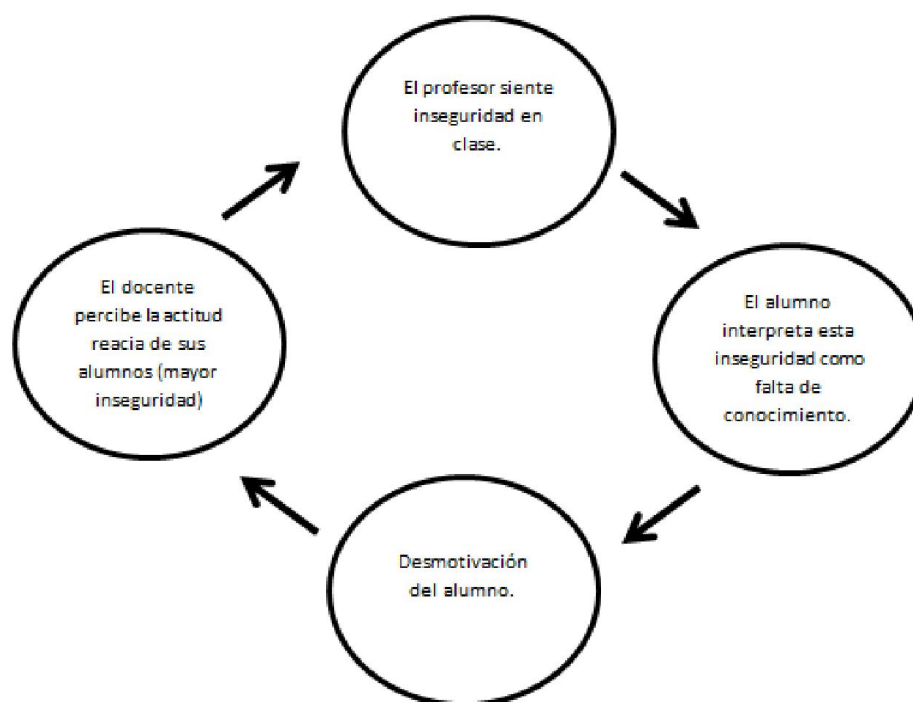 El profesor siente
inseguridad en
clase.
El alumno
interpreta esta
inseguridad como
falta de
conocimiento.
Desmotivación
del alumno.
El docente
percibe la actitud
reacia de sus
alumnos (mayor
inseguridad)